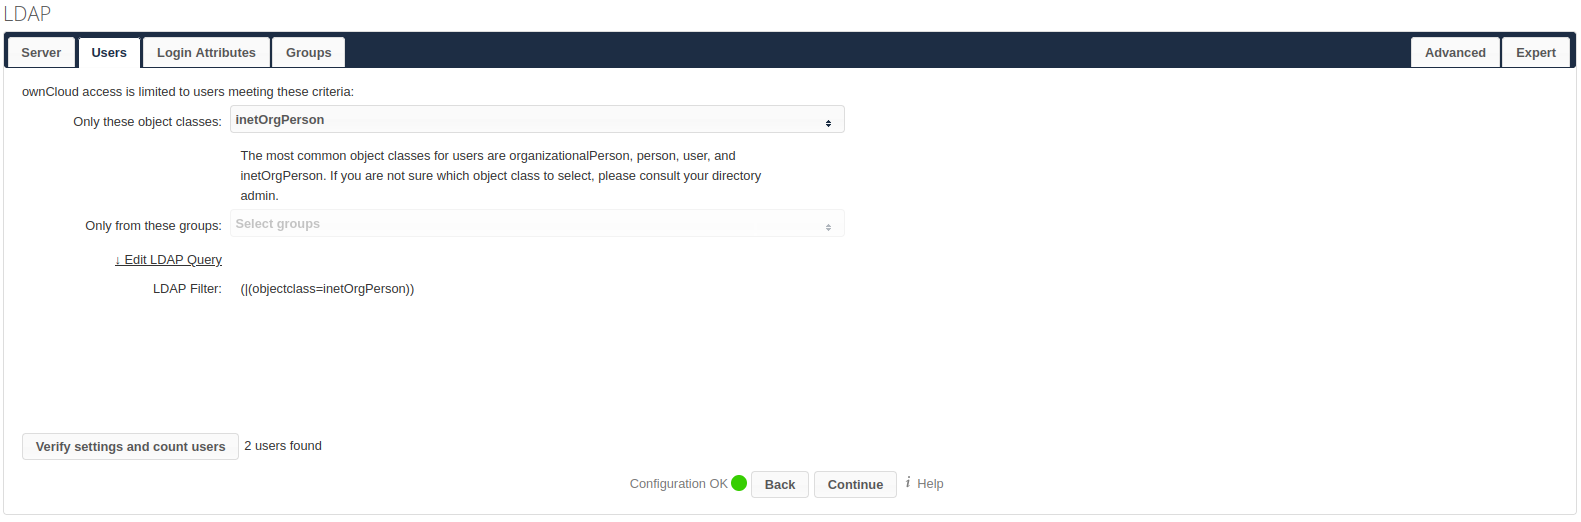 LDAP
Server Users Login Attributes Groups Advanced Expert
ownCloud access is limited to users meeting these criteria:
Only these object classes: inetOrgPerson
The most common object classes for users are organizationalPerson, person, user, and
inetOrgPerson. If you are not sure which object class to select, please consult your directory
admin.
Only from these groups: Select groups
↓ Edit LDAP Query
LDAP Filter: (|(objectclass=inetOrgPerson))
Verify settings and count users 2 users found
Configuration OK Back Continue i Help